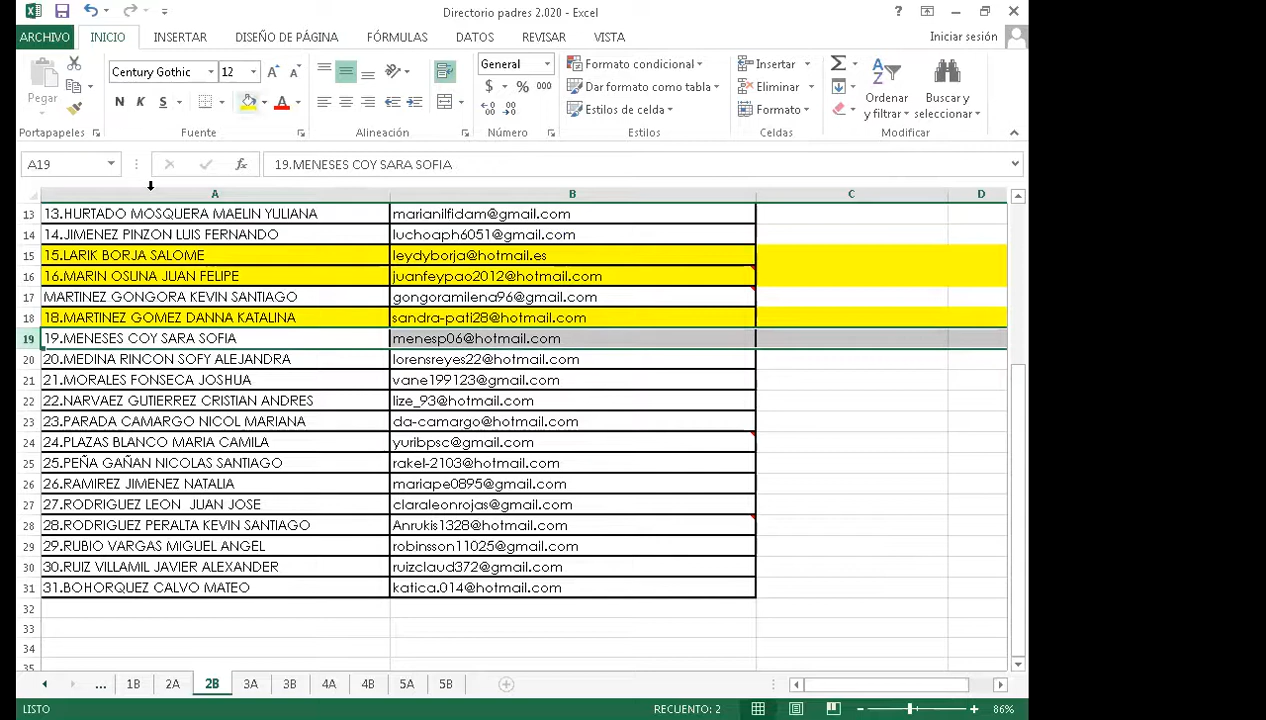 Directorio padres 2.020 - Excel
ARCHIVO INICIO INSERTAR DISEÑO DE PÁGINA FÓRMULAS DATOS REVISAR VISTA Iniciar sesión
Century Gothic 12 General Formato condicional Insertar
Pegar N K S A $ % 000 Dar formato como tabla Eliminar Ordenar y filtrar Buscar y seleccionar
Estilos de celda Formato
Portapapeles Fuente Alineación Número Estilos Celdas Modificar
A19 fx 19.MENESES COY SARA SOFIA
A B C D
13 13.HURTADO MOSQUERA MAELIN YULIANA marianilfidam@gmail.com
14 14.JIMENEZ PINZON LUIS FERNANDO luchoaph6051@gmail.com
15 15.LARIK BORJA SALOME leydyborja@hotmail.es
16 16.MARIN OSUNA JUAN FELIPE juanfeypao2012@hotmail.com
17 MARTINEZ GONGORA KEVIN SANTIAGO gongoramilena96@gmail.com
18 18.MARTINEZ GOMEZ DANNA KATALINA sandra-pati28@hotmail.com
19 19.MENESES COY SARA SOFIA menesp06@hotmail.com
20 20.MEDINA RINCON SOFY ALEJANDRA lorensreyes22@hotmail.com
21 21.MORALES FONSECA JOSHUA vane199123@gmail.com
22 22.NARVAEZ GUTIERREZ CRISTIAN ANDRES lize_93@hotmail.com
23 23.PARADA CAMARGO NICOL MARIANA da-camargo@hotmail.com
24 24.PLAZAS BLANCO MARIA CAMILA yuribpsc@gmail.com
25 25.PEÑA GAÑAN NICOLAS SANTIAGO rakel-2103@hotmail.com
26 26.RAMIREZ JIMENEZ NATALIA mariape0895@gmail.com
27 27.RODRIGUEZ LEON  JUAN JOSE claraleonrojas@gmail.com
28 28.RODRIGUEZ PERALTA KEVIN SANTIAGO Anrukis1328@hotmail.com
29 29.RUBIO VARGAS MIGUEL ANGEL robinsson11025@gmail.com
30 30.RUIZ VILLAMIL JAVIER ALEXANDER ruizclaud372@gmail.com
31 31.BOHORQUEZ CALVO MATEO katica.014@hotmail.com
32
33
34
35
... 1B 2A 2B 3A 3B 4A 4B 5A 5B
LISTO RECUENTO: 2 86%